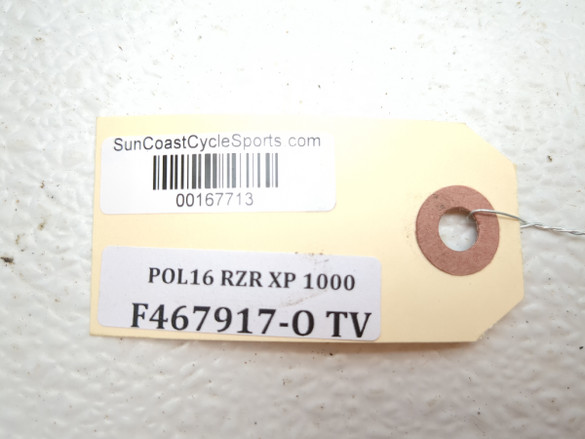 SunCoastCycleSports com
00167713
POL16 RZR XP 1000
F467917-O TV